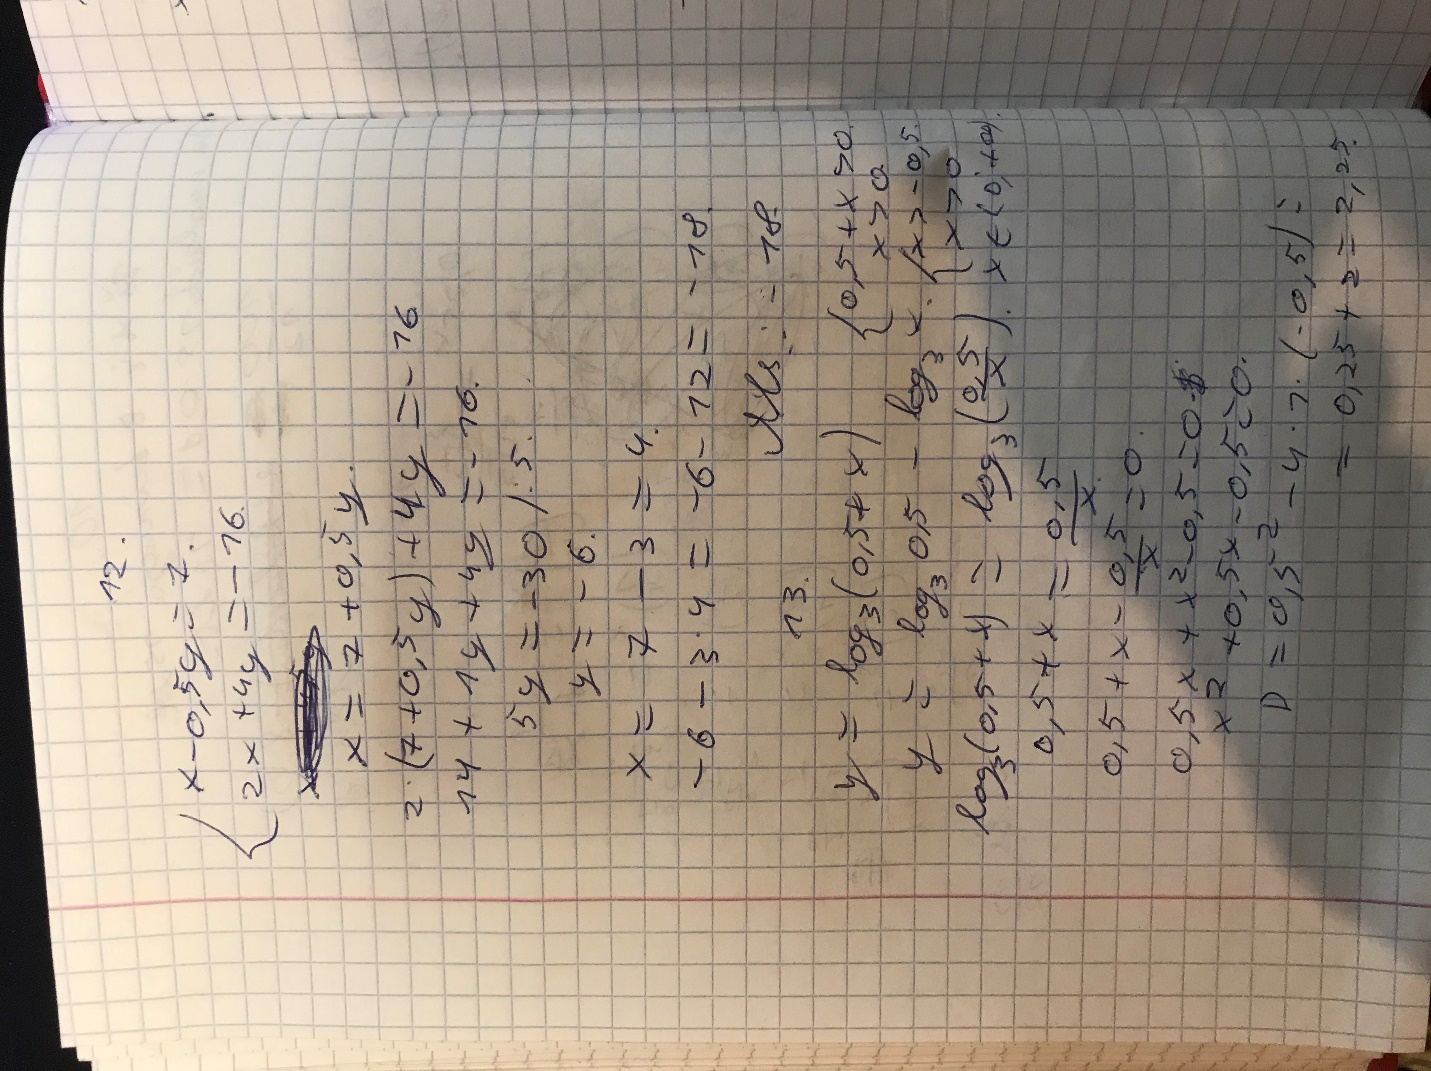 12.
x-0,5y=7.
2x+4y=-16.
x=7+0,5y.
2·(7+0,5y)+4y=-16
14+1y+4y=-16.
5y=-30/:5.
y=-6.
x=7-3=4.
-6-3·4=-6-12=-18.
-18.
13.
y=log3(0,5+x) {0,5+x>0.
x>0.
y=log3 0,5-log3 x. {x>-0,5.
x>0
log3(0,5+x)=log3(0,5/x). x∈(0;+∞).
0,5+x=0,5/x.
0,5+x-0,5/x=0.
0,5x+x²-0,5=0.
x²+0,5x-0,5=0.
D=0,5²-4·1·(-0,5)=
=0,25+2=2,25.